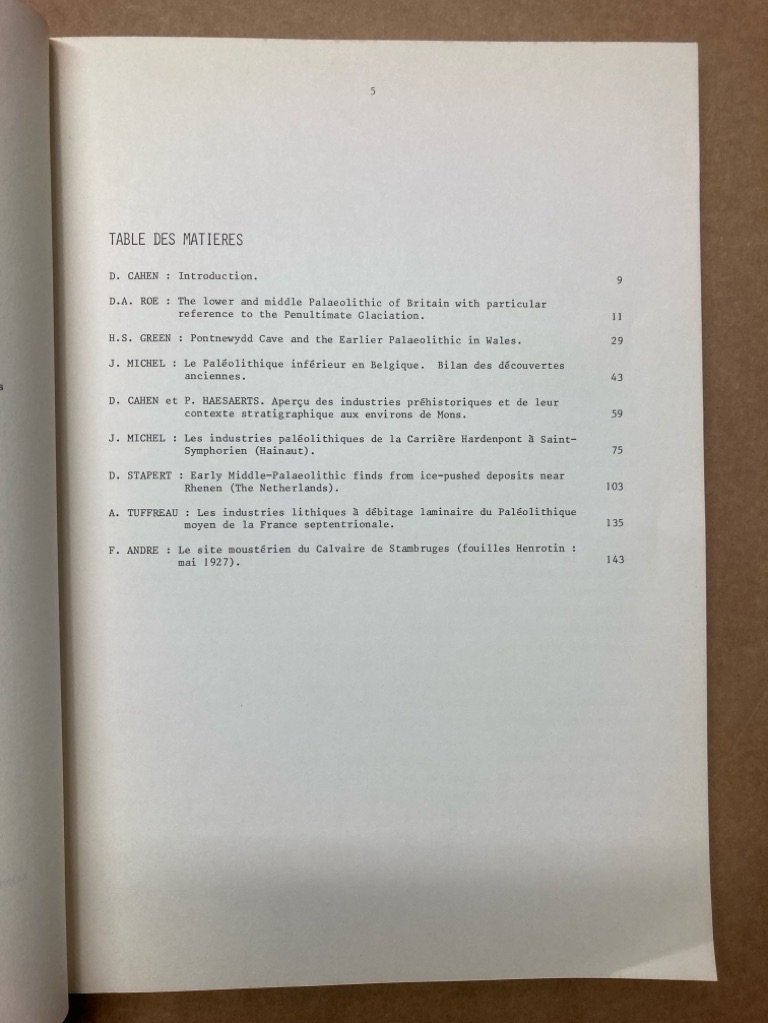 5
TABLE DES MATIERES
D. CAHEN : Introduction. 9
D.A. ROE : The lower and middle Palaeolithic of Britain with particular
reference to the Penultimate Glaciation. 11
H.S. GREEN : Pontnewydd Cave and the Earlier Palaeolithic in Wales. 29
J. MICHEL : Le Paléolithique inférieur en Belgique. Bilan des découvertes
anciennes. 43
D. CAHEN et P. HAESAERTS. Aperçu des industries préhistoriques et de leur
contexte stratigraphique aux environs de Mons. 59
J. MICHEL : Les industries paléolithiques de la Carrière Hardenpont à Saint-
Symphorien (Hainaut). 75
D. STAPERT : Early Middle-Palaeolithic finds from ice-pushed deposits near
Rhenen (The Netherlands). 103
A. TUFFREAU : Les industries lithiques à débitage laminaire du Paléolithique
moyen de la France septentrionale. 135
F. ANDRE : Le site moustérien du Calvaire de Stambruges (fouilles Henrotin :
mai 1927). 143